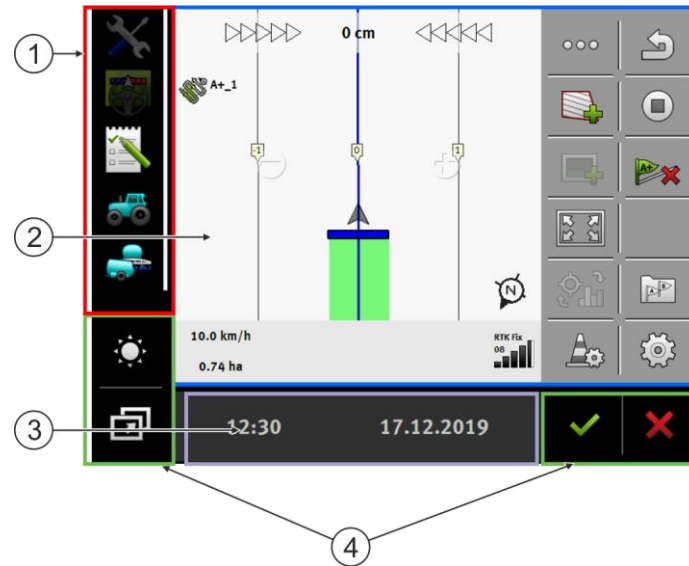 1
0 cm
A+_1
-1
0
1
2
N
10.0 km/h
RTK Fix
08
0.74 ha
A+
A
B
3
12:30
17.12.2019
4